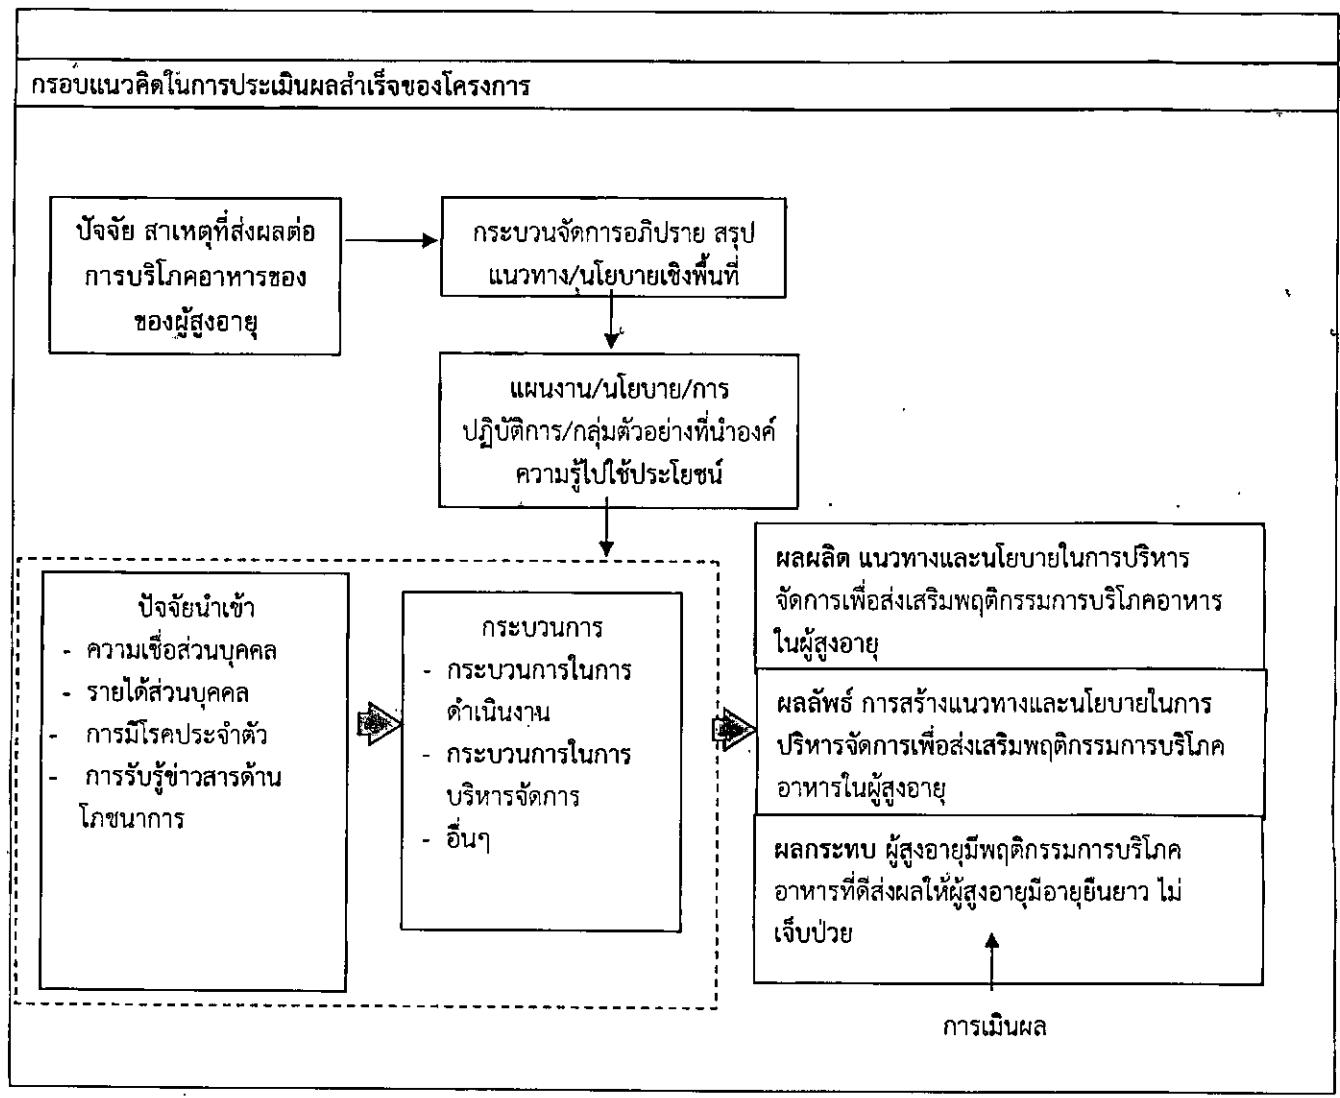 กรอบแนวคิดในการประเมินผลสำเร็จของโครงการ
ปัจจัย สาเหตุที่ส่งผลต่อ
การบริโภคอาหารของ
ของผู้สูงอายุ
กระบวนจัดการอภิปราย สรุป
แนวทาง/นโยบายเชิงพื้นที่
แผนงาน/นโยบาย/การ
ปฏิบัติการ/กลุ่มตัวอย่างที่นำองค์
ความรู้ไปใช้ประโยชน์
ปัจจัยนำเข้า
- ความเชื่อส่วนบุคคล
- รายได้ส่วนบุคคล
- การมีโรคประจำตัว
- การรับรู้ข่าวสารด้าน
โภชนาการ
กระบวนการ
- กระบวนการในการ
ดำเนินงาน
- กระบวนการในการ
บริหารจัดการ
- อื่นๆ
ผลผลิต แนวทางและนโยบายในการบริหาร
จัดการเพื่อส่งเสริมพฤติกรรมการบริโภคอาหาร
ในผู้สูงอายุ
ผลลัพธ์ การสร้างแนวทางและนโยบายในการ
บริหารจัดการเพื่อส่งเสริมพฤติกรรมการบริโภค
อาหารในผู้สูงอายุ
ผลกระทบ ผู้สูงอายุมีพฤติกรรมการบริโภค
อาหารที่ดีส่งผลให้ผู้สูงอายุมีอายุยืนยาว ไม่
เจ็บป่วย
การเมินผล